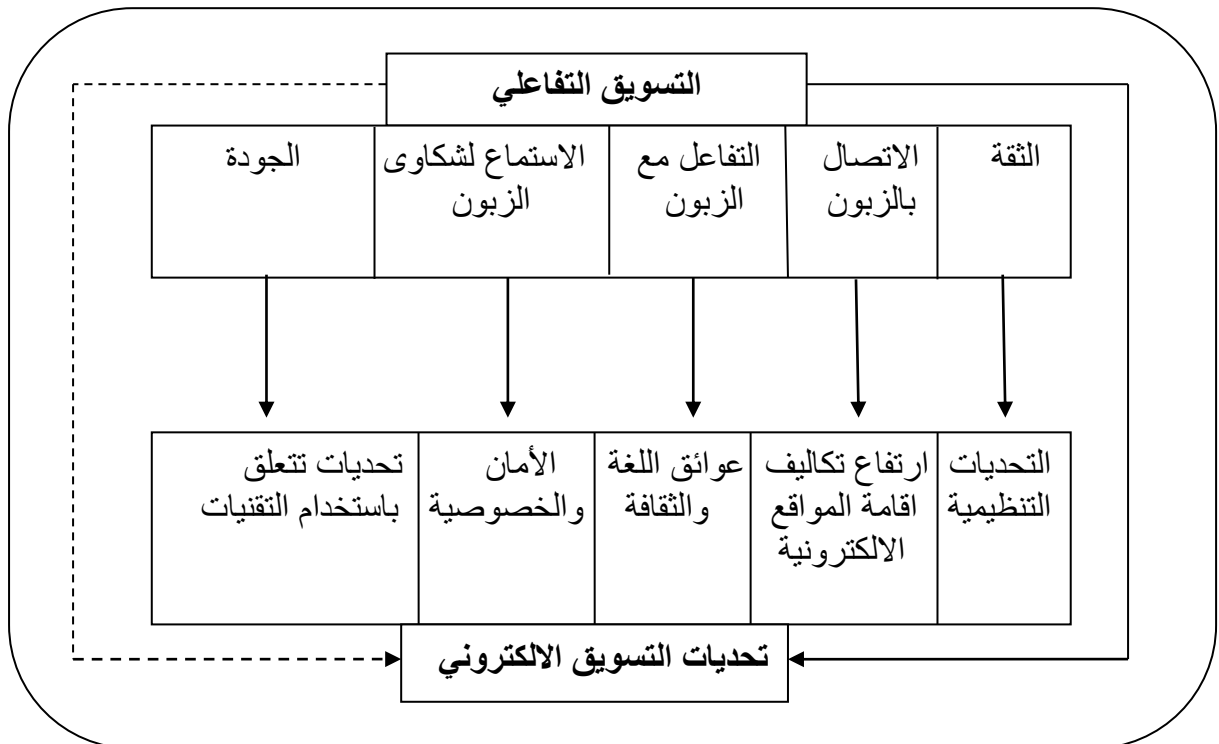 التسويق التفاعلي
الثقة
الاتصال
بالزبون
التفاعل مع
الزبون
الاستماع لشكاوى
الزبون
الجودة
التحديات
التنظيمية
ارتفاع تكاليف
اقامة المواقع
الالكترونية
عوائق اللغة
والثقافة
الأمان
والخصوصية
تحديات تتعلق
باستخدام التقنيات
تحديات التسويق الالكتروني